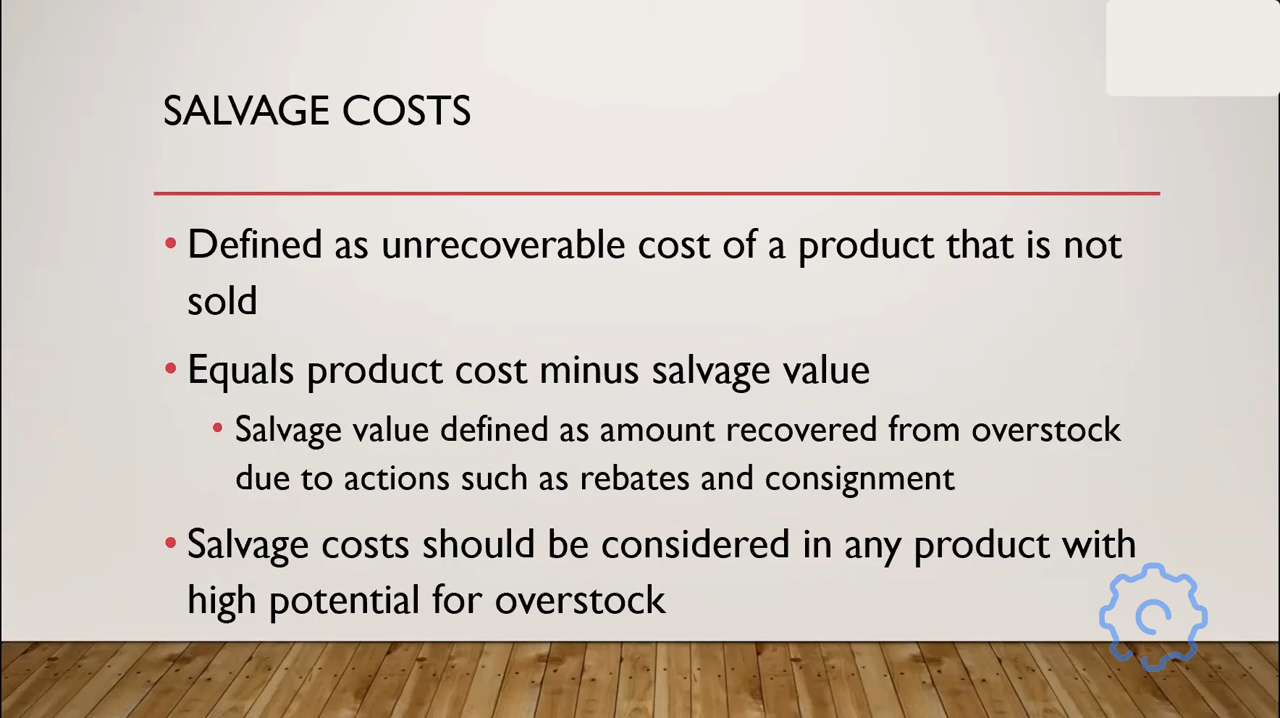 SALVAGE COSTS
• Defined as unrecoverable cost of a product that is not
sold
• Equals product cost minus salvage value
• Salvage value defined as amount recovered from overstock
due to actions such as rebates and consignment
• Salvage costs should be considered in any product with
high potential for overstock